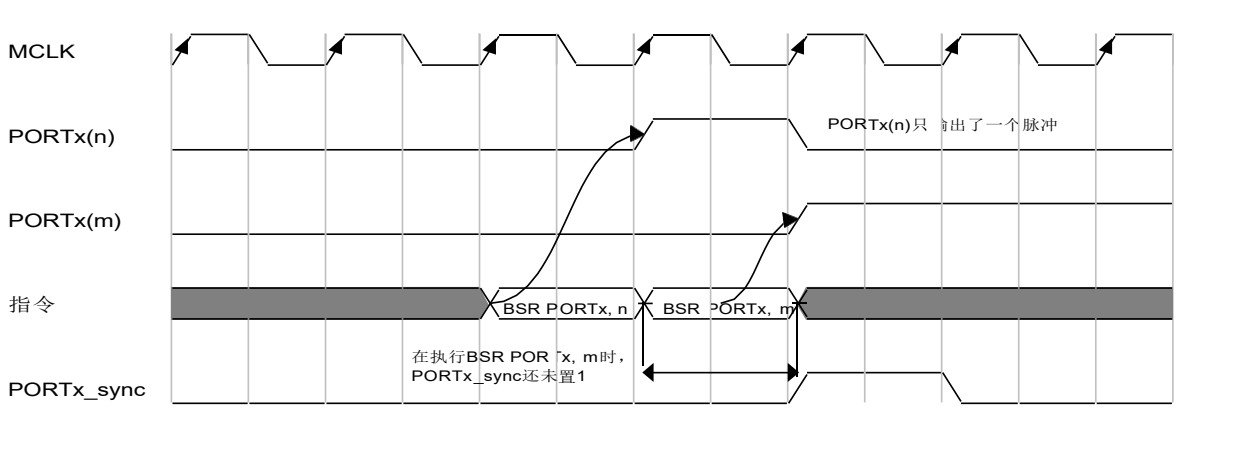 MCLK
PORTx(n)
PORTx(n)只 输出了一个脉冲
PORTx(m)
指令
BSR PORTx, n
BSR PORTx, m
在执行BSR PORTx, m时，
PORTx_sync还未置1
PORTx_sync